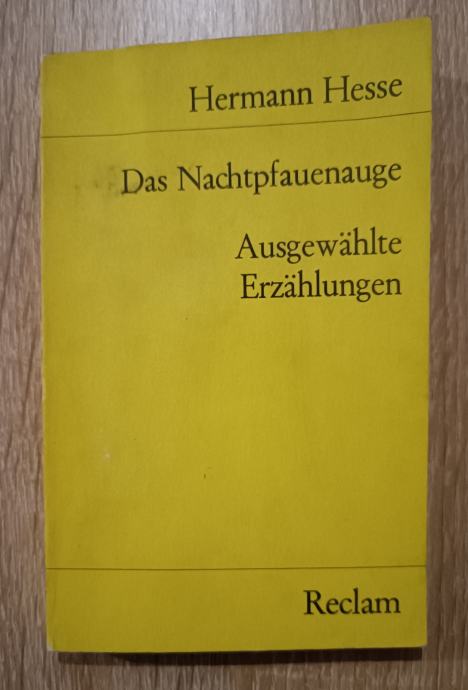 Hermann Hesse
Das Nachtpfauenauge
Ausgewählte
Erzählungen
Reclam